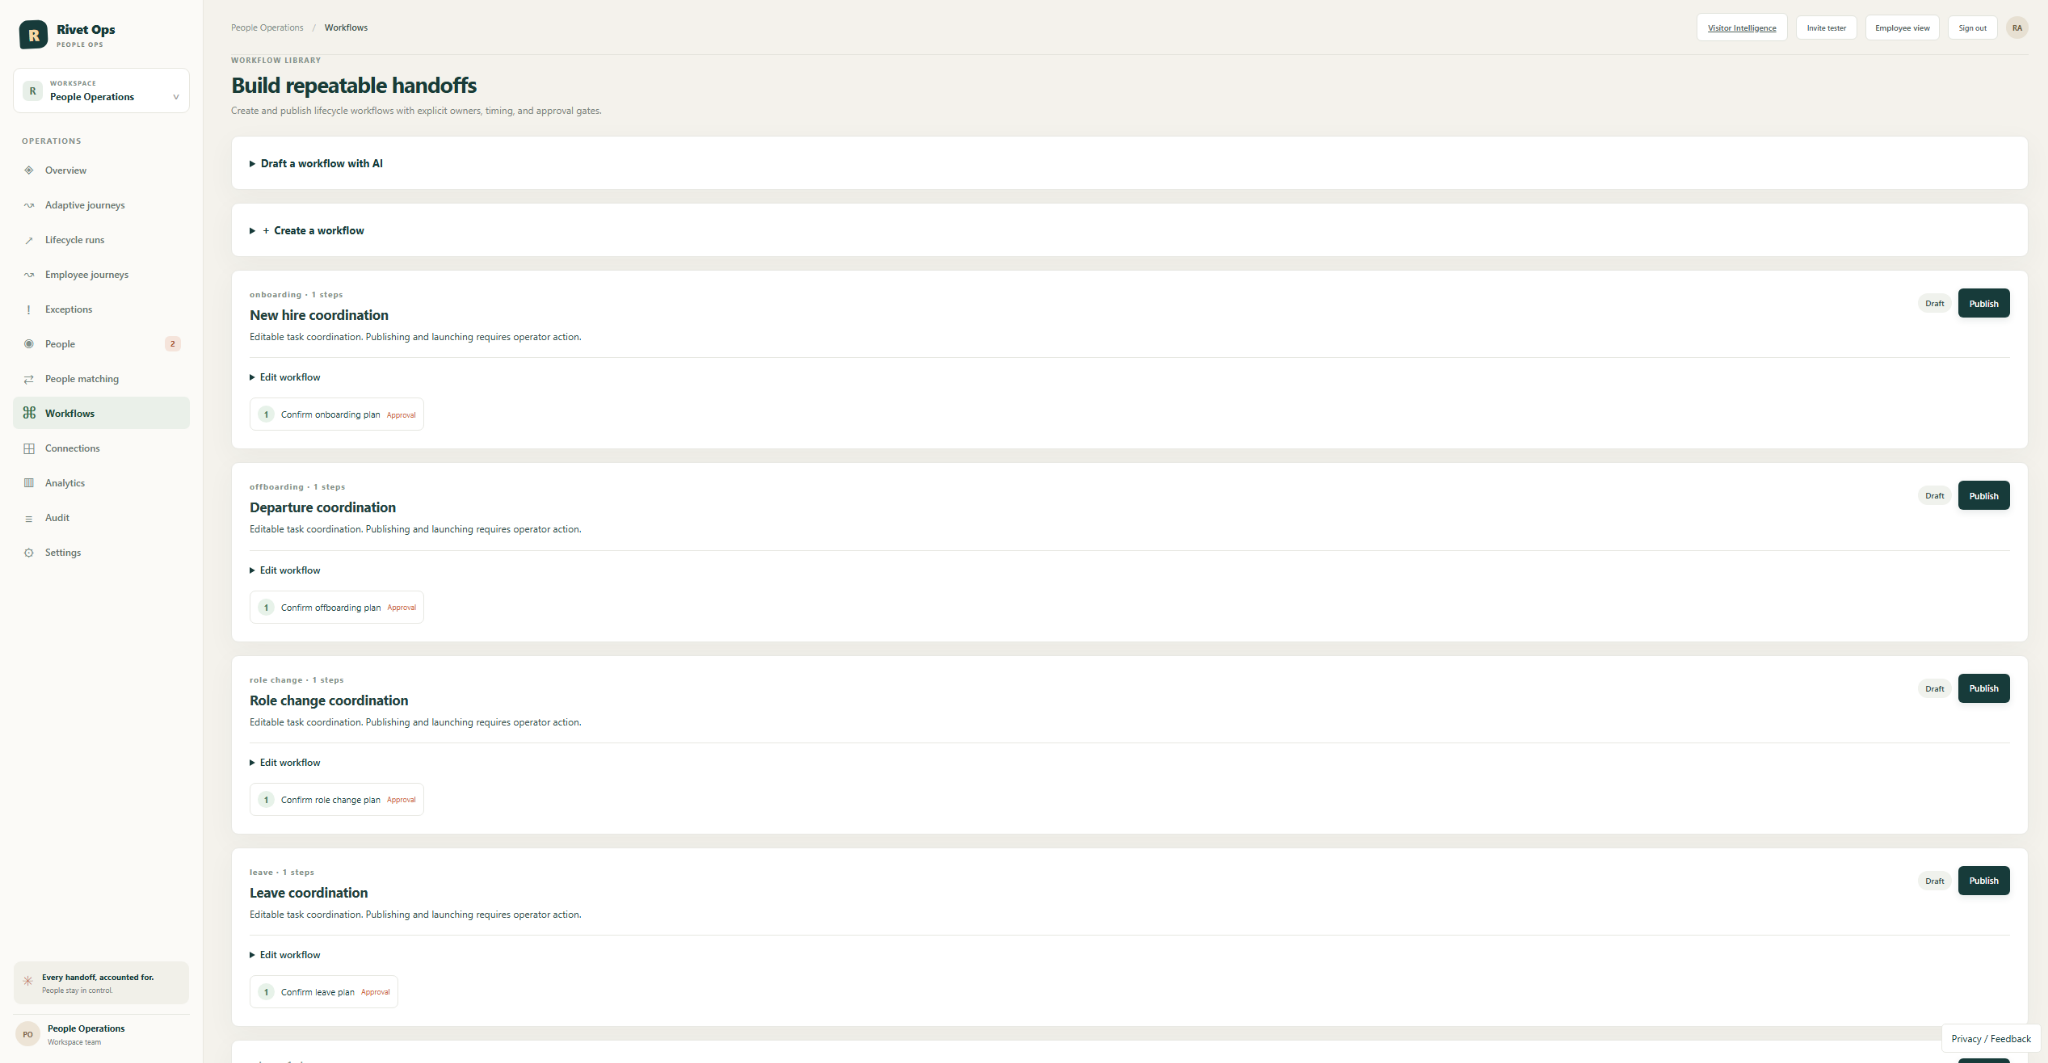 R
Rivet Ops
PEOPLE OPS
R
WORKSPACE
People Operations
OPERATIONS
Overview
Adaptive journeys
Lifecycle runs
Employee journeys
Exceptions
People
2
People matching
Workflows
Connections
Analytics
Audit
Settings
Every handoff, accounted for.
People stay in control.
PO
People Operations
Workspace team
People Operations / Workflows
Visitor Intelligence
Invite tester
Employee view
Sign out
RA
WORKFLOW LIBRARY
Build repeatable handoffs
Create and publish lifecycle workflows with explicit owners, timing, and approval gates.
Draft a workflow with AI
+ Create a workflow
onboarding · 1 steps
New hire coordination
Editable task coordination. Publishing and launching requires operator action.
Draft
Publish
Edit workflow
1 Confirm onboarding plan Approval
offboarding · 1 steps
Departure coordination
Editable task coordination. Publishing and launching requires operator action.
Draft
Publish
Edit workflow
1 Confirm offboarding plan Approval
role change · 1 steps
Role change coordination
Editable task coordination. Publishing and launching requires operator action.
Draft
Publish
Edit workflow
1 Confirm role change plan Approval
leave · 1 steps
Leave coordination
Editable task coordination. Publishing and launching requires operator action.
Draft
Publish
Edit workflow
1 Confirm leave plan Approval
Privacy / Feedback